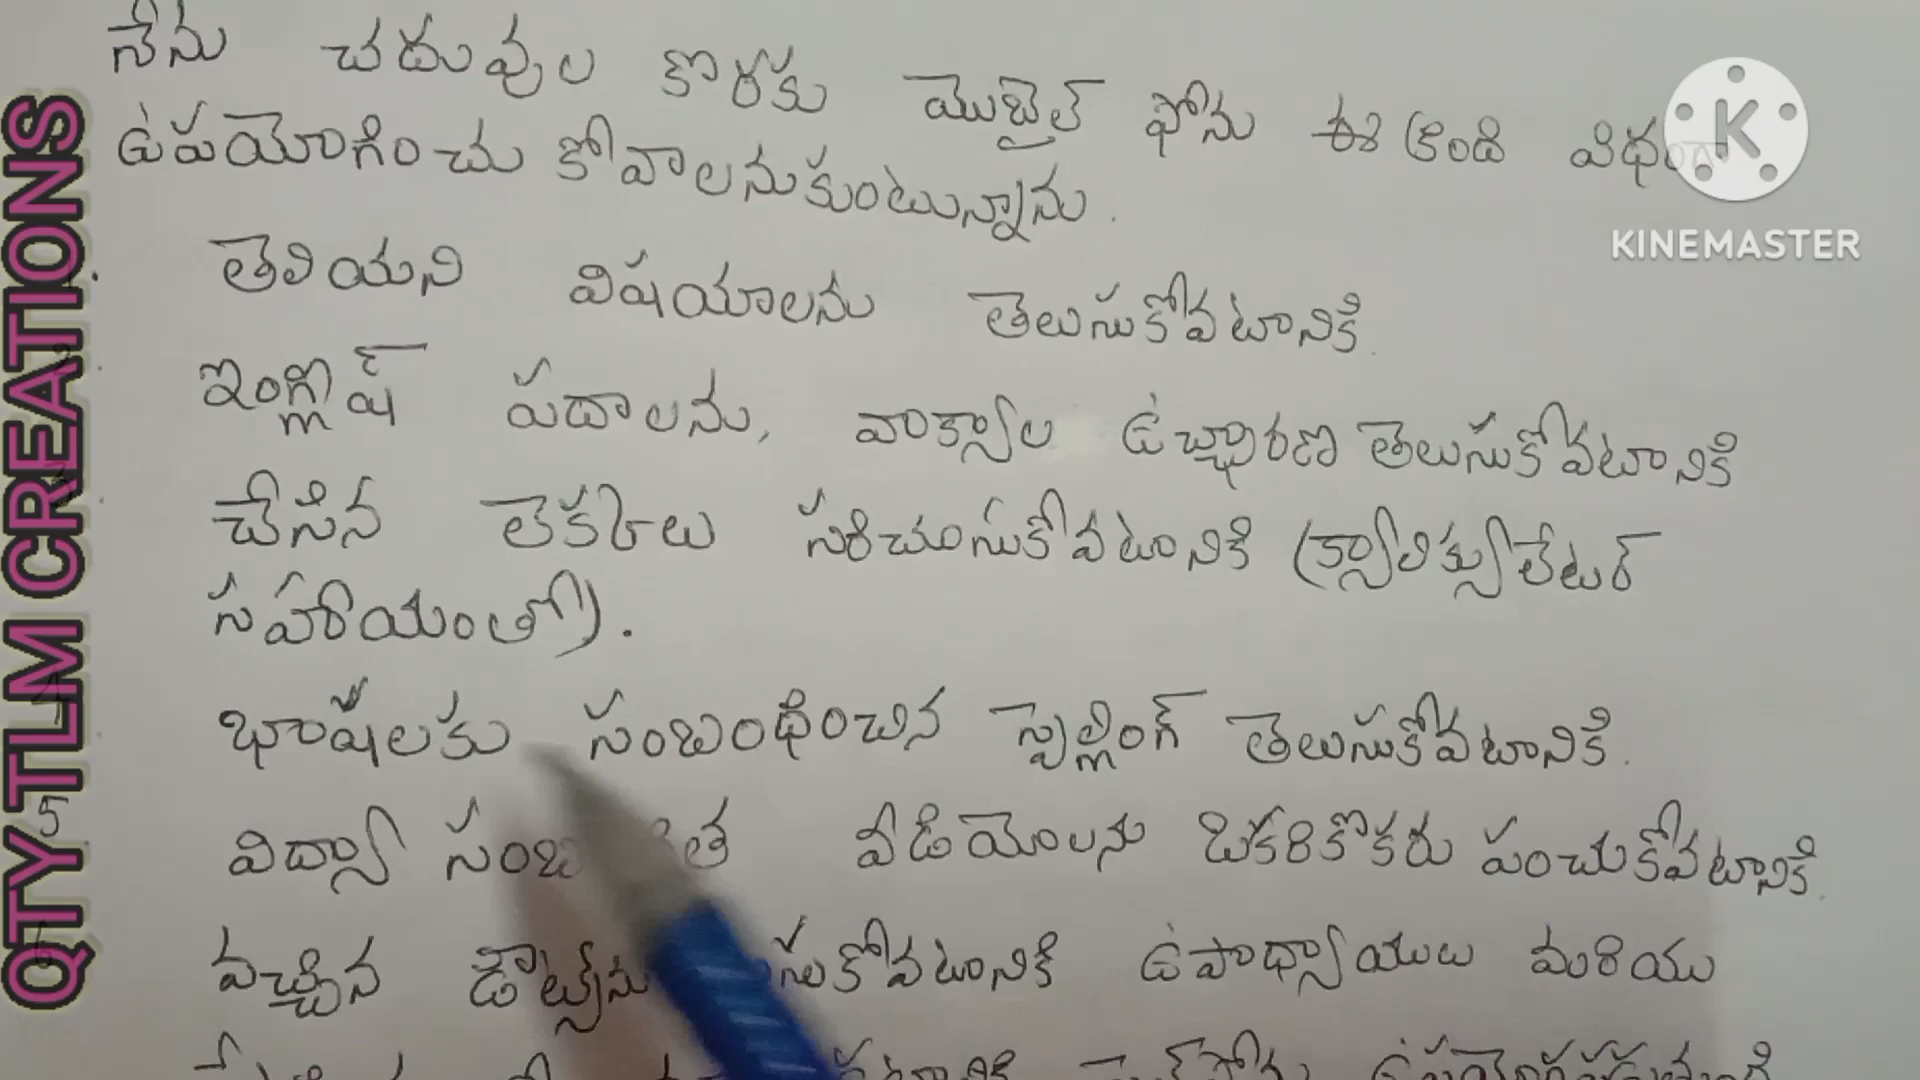 నేను చదువుల కొరకు మొబైల్ ఫోను ఈ క్రింది
ఉపయోగించు కోవాలనుకుంటున్నాను.
తెలియని విషయాలను తెలుసుకోవటానికి.
ఇంగ్లీష్ పదాలను, వాక్యాల ఉచ్ఛారణ తెలుసుకోవటానికి
చేసిన లెక్కలు సరిచూసుకోవటానికి (క్యాలిక్యులేటర్
సహాయంతో).
భాషలకు సంబంధించిన స్పెల్లింగ్ తెలుసుకోవటానికి.
5 విద్యా వీడియోలను ఒకరికొకరు పంచుకోవటానికి.
వచ్చిన డౌట్స్‌ను ఉపాధ్యాయులు మరియు
QTY TLM CREATIONS
K
KINEMASTER